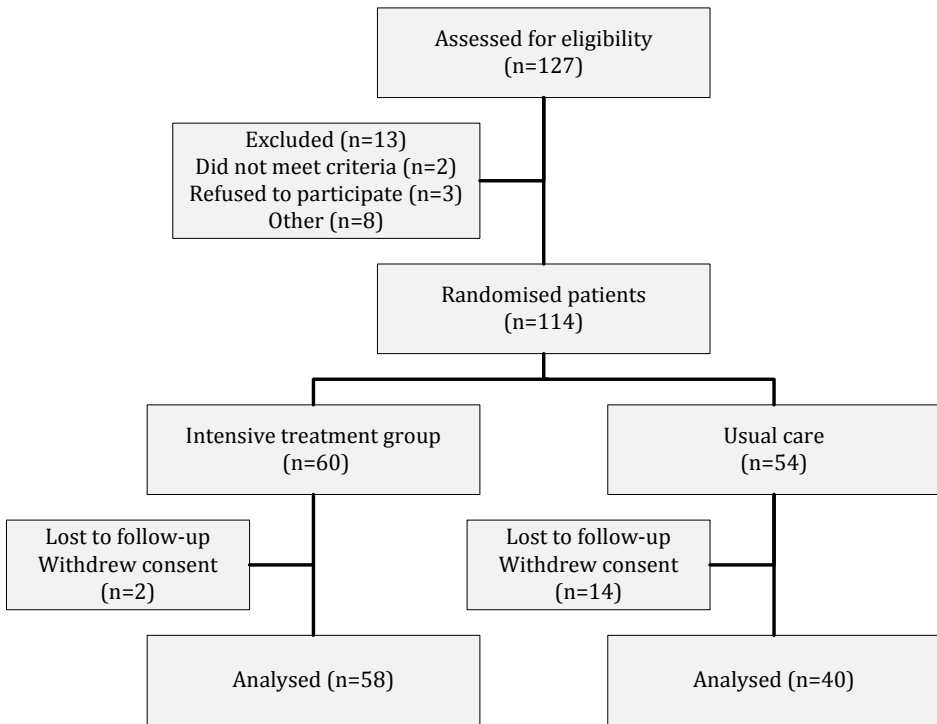 Assessed for eligibility
(n=127)
Excluded (n=13)
Did not meet criteria (n=2)
Refused to participate (n=3)
Other (n=8)
Randomised patients
(n=114)
Intensive treatment group
(n=60)
Usual care
(n=54)
Lost to follow-up
Withdrew consent
(n=2)
Lost to follow-up
Withdrew consent
(n=14)
Analysed (n=58)
Analysed (n=40)